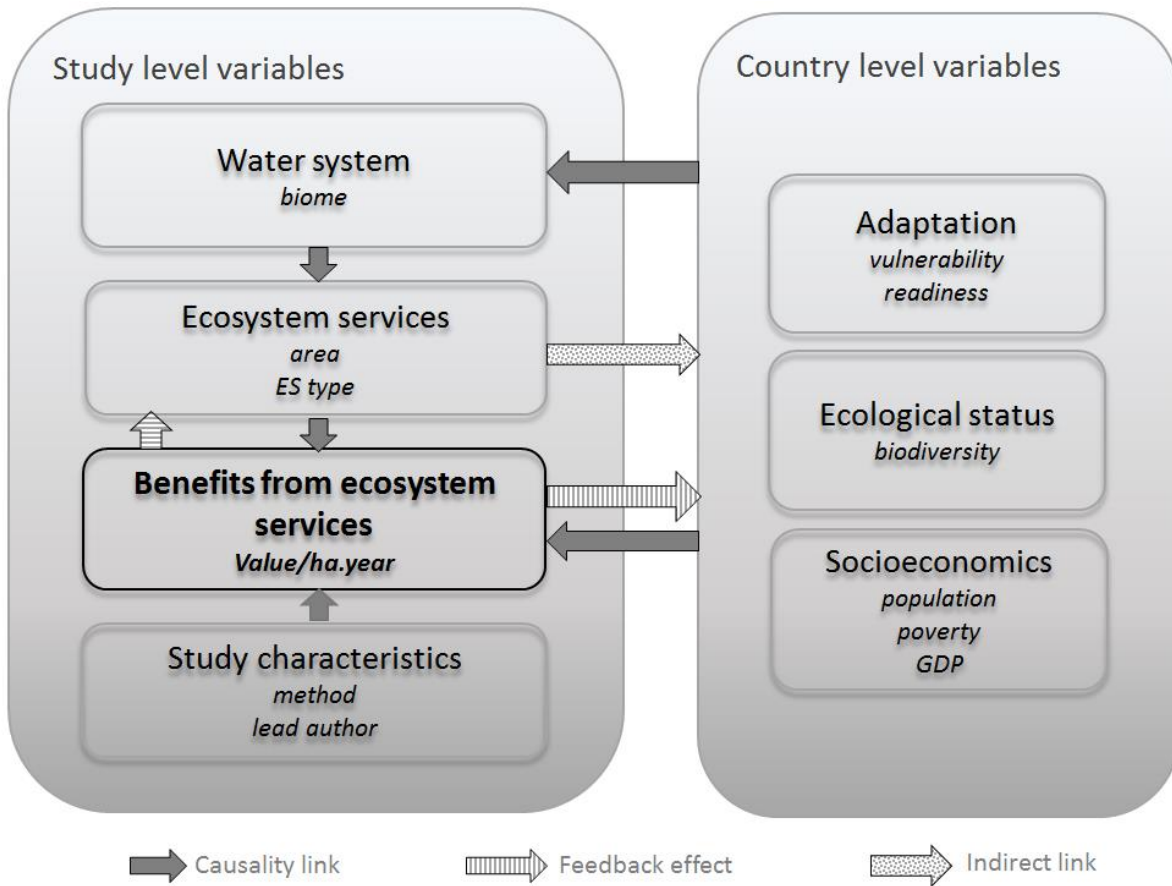 Study level variables
Water system
biome
Ecosystem services
area
ES type
Benefits from ecosystem
services
Value/ha.year
Study characteristics
method
lead author
Country level variables
Adaptation
vulnerability
readiness
Ecological status
biodiversity
Socioeconomics
population
poverty
GDP
Causality link
Feedback effect
Indirect link